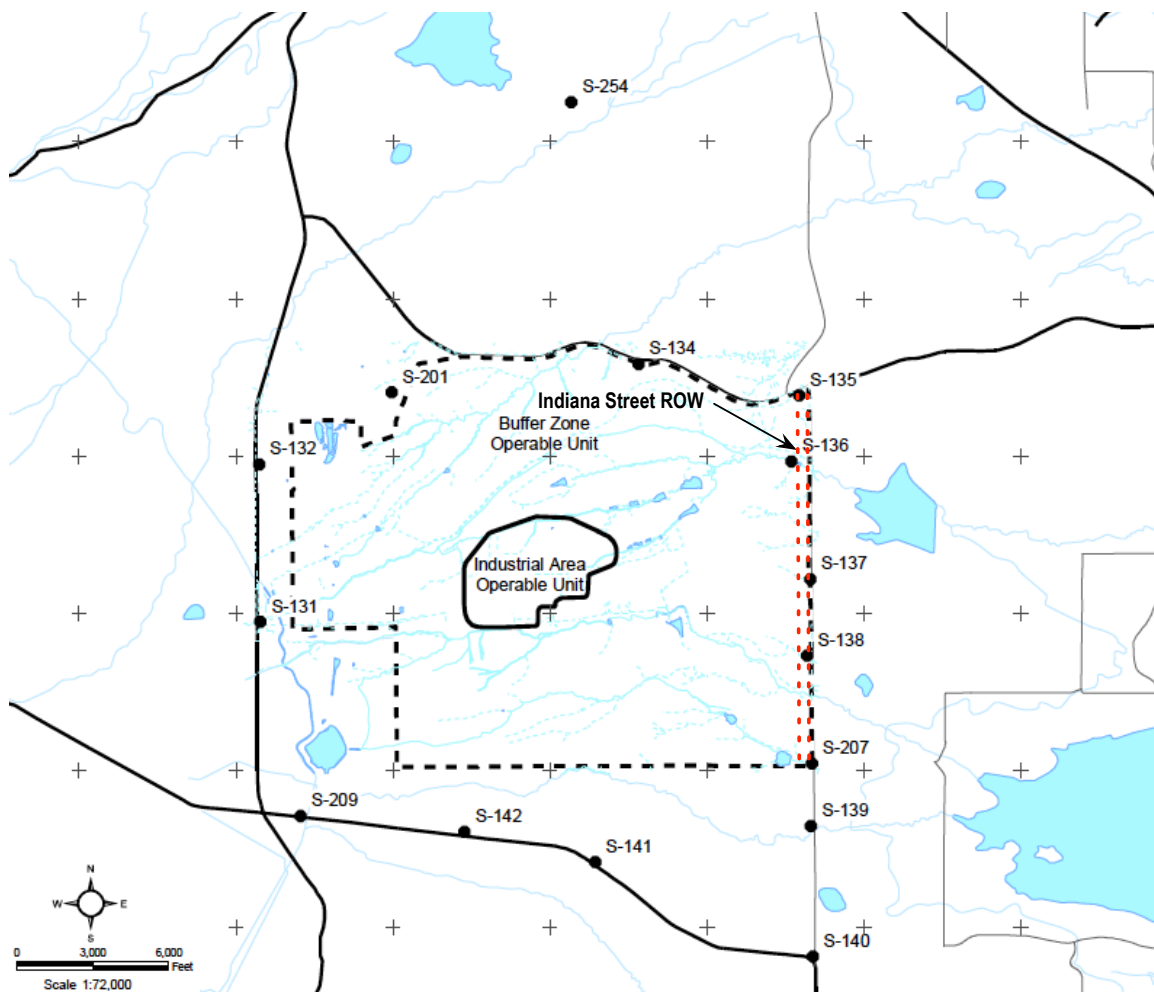 S-254
S-134
S-201
S-135
Indiana Street ROW
Buffer Zone
Operable Unit
S-136
S-132
Industrial Area
Operable Unit
S-137
S-131
S-138
S-207
S-209
S-142
S-139
S-141
N
W E
S
S-140
0 3,000 6,000
Feet
Scale 1:72,000